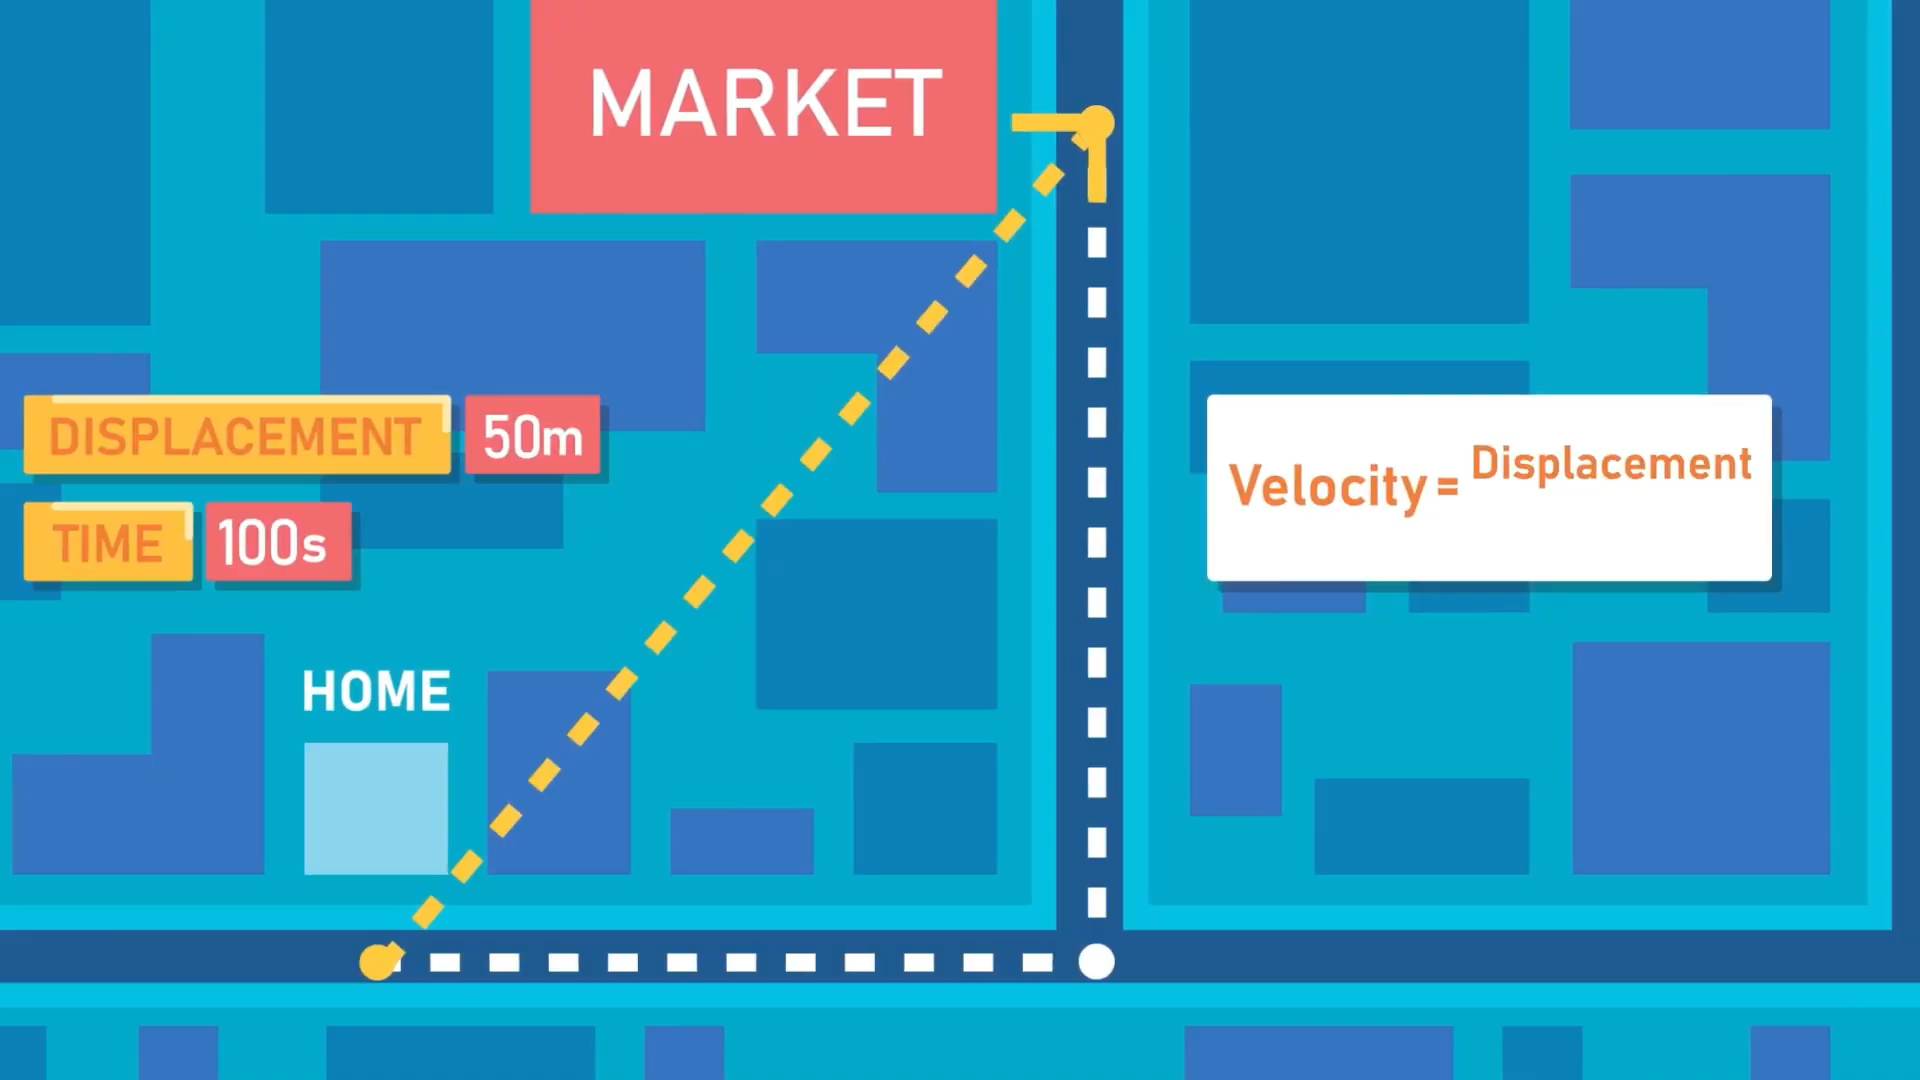 MARKET
DISPLACEMENT 50m
TIME 100s
Velocity = Displacement
HOME